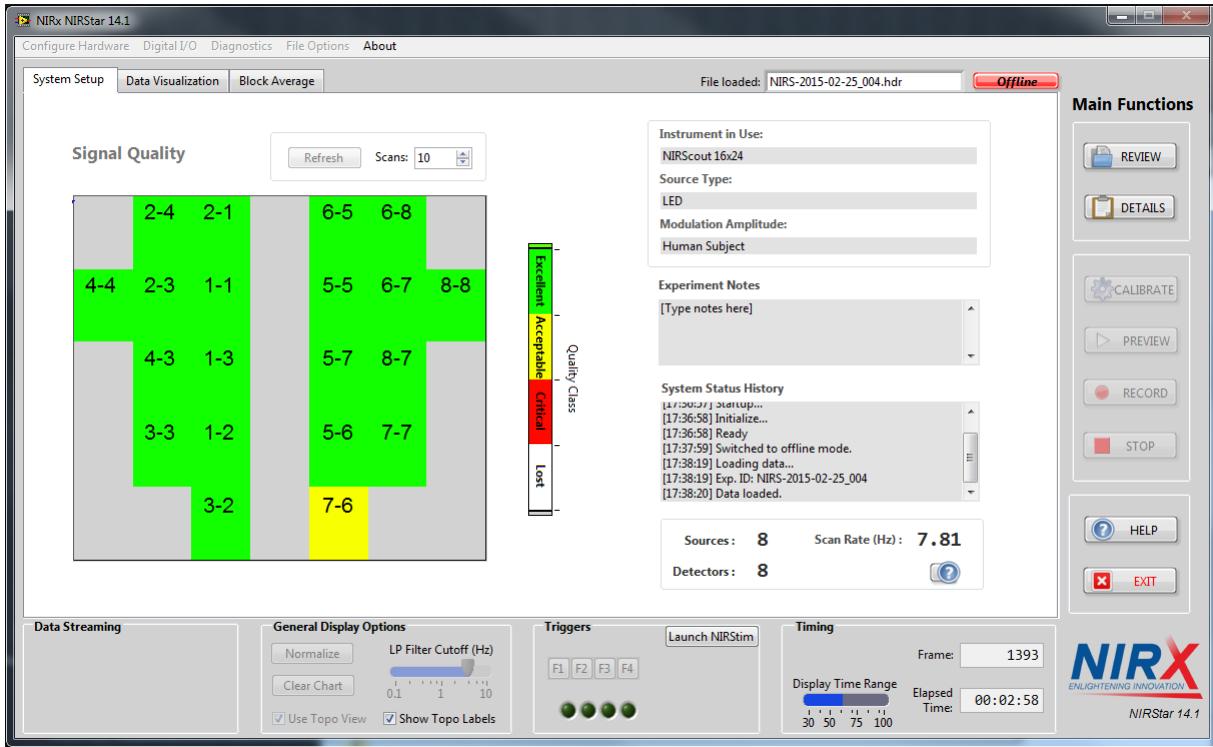 NIRx NIRStar 14.1
Configure Hardware Digital I/O Diagnostics File Options About
System Setup Data Visualization Block Average
File loaded: NIRS-2015-02-25_004.hdr Offline
Signal Quality
Refresh Scans: 10
2-4 2-1 6-5 6-8
4-4 2-3 1-1 5-5 6-7 8-8
4-3 1-3 5-7 8-7
3-3 1-2 5-6 7-7
3-2 7-6
Excellent
Acceptable
Critical
Lost
Quality Class
Instrument in Use:
NIRScout 16x24
Source Type:
LED
Modulation Amplitude:
Human Subject
Experiment Notes
[Type notes here]
System Status History
[17:36:57] Startup...
[17:36:58] Initialize...
[17:36:58] Ready
[17:37:59] Switched to offline mode.
[17:38:19] Loading data...
[17:38:19] Exp. ID: NIRS-2015-02-25_004
[17:38:20] Data loaded.
Sources: 8 Scan Rate (Hz): 7.81
Detectors: 8
Main Functions
REVIEW
DETAILS
CALIBRATE
PREVIEW
RECORD
STOP
HELP
EXIT
Data Streaming
General Display Options
Normalize
Clear Chart
LP Filter Cutoff (Hz)
0.1 1 10
Use Topo View Show Topo Labels
Triggers
Launch NIRStim
F1 F2 F3 F4
Timing
Frame: 1393
Display Time Range
30 50 75 100
Elapsed
Time: 00:02:58
NIRX
ENLIGHTENING INNOVATION
NIRStar 14.1